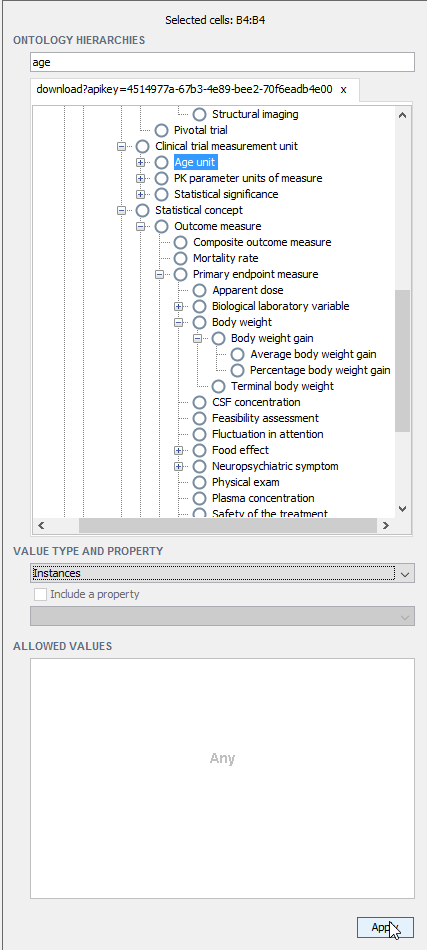 Selected cells: B4:B4
ONTOLOGY HIERARCHIES
age
download?apikey=4514977a-67b3-4e89-bee2-70f6eadb4e00 x
Structural imaging
Pivotal trial
Clinical trial measurement unit
Age unit
PK parameter units of measure
Statistical significance
Statistical concept
Outcome measure
Composite outcome measure
Mortality rate
Primary endpoint measure
Apparent dose
Biological laboratory variable
Body weight
Body weight gain
Average body weight gain
Percentage body weight gain
Terminal body weight
CSF concentration
Feasibility assessment
Fluctuation in attention
Food effect
Neuropsychiatric symptom
Physical exam
Plasma concentration
Safety of the treatment
VALUE TYPE AND PROPERTY
Instances
Include a property
ALLOWED VALUES
Any
Apply